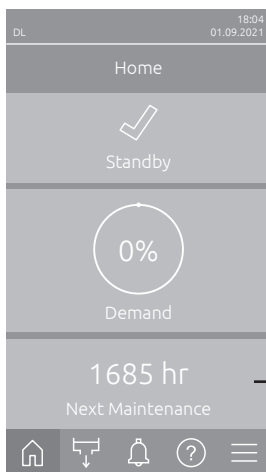 18:04
DL 01.09.2021
Home
Standby
0%
Demand
1685 hr
Next Maintenance
?